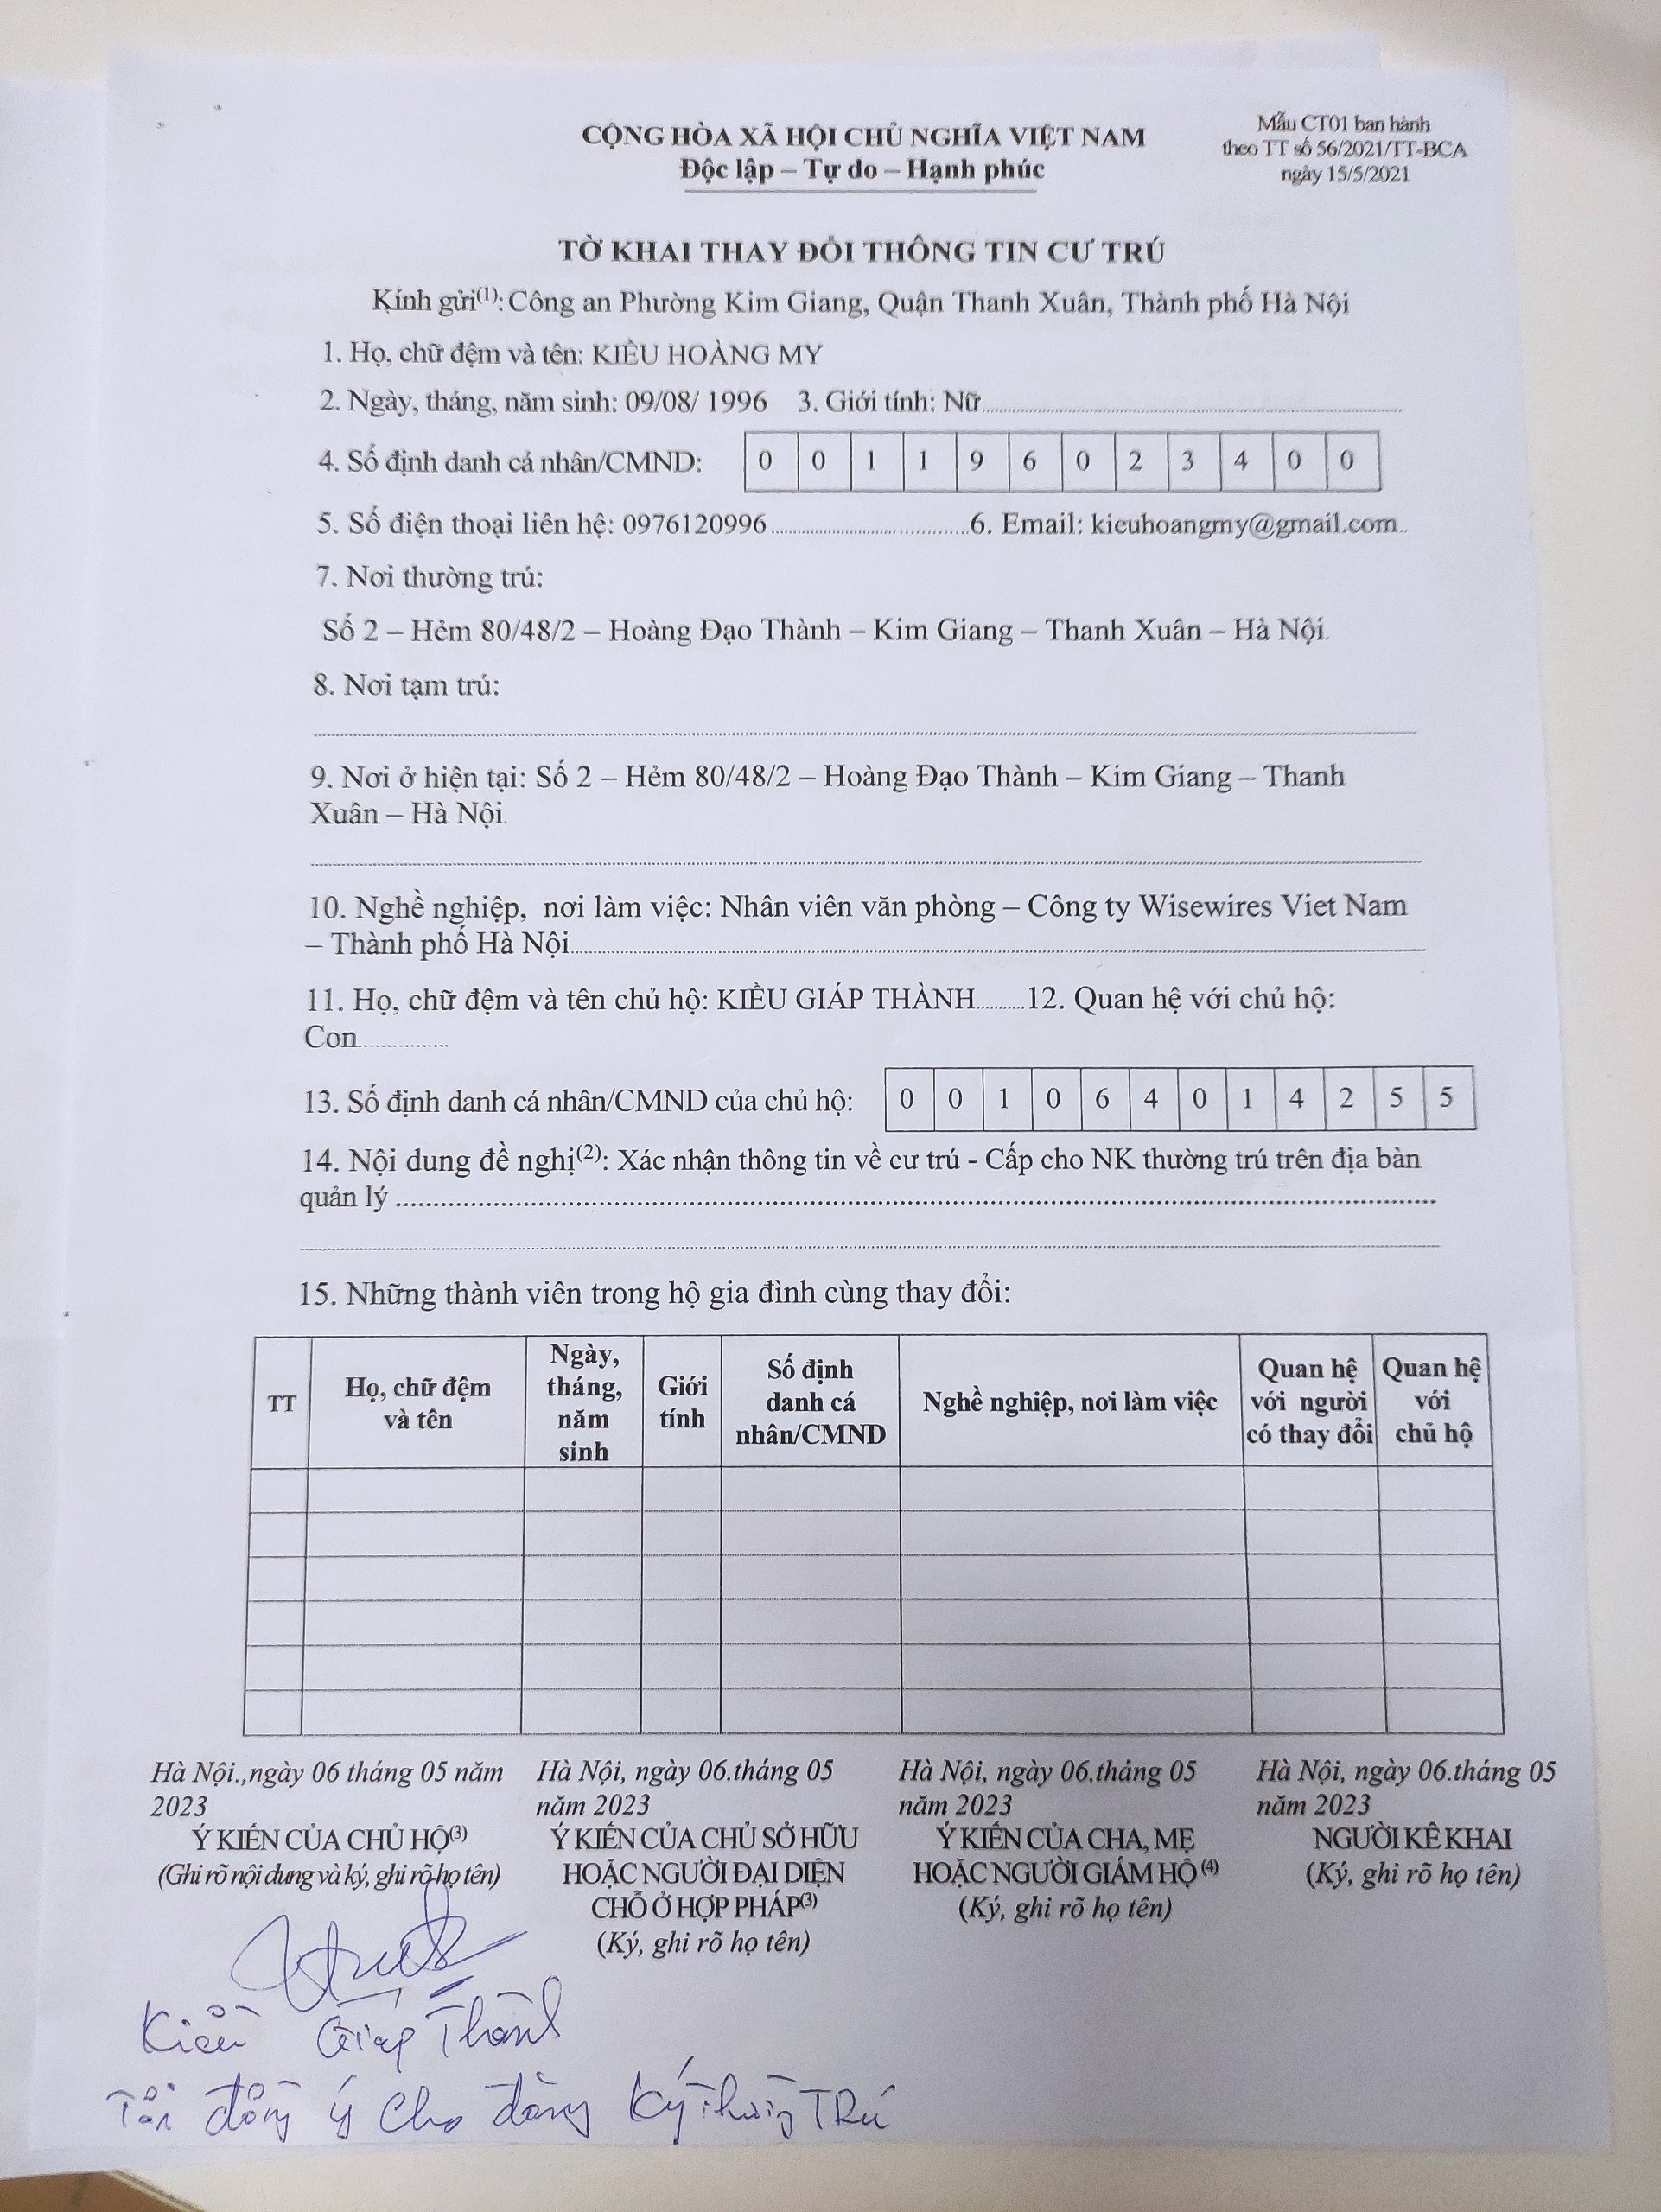 CỘNG HÒA XÃ HỘI CHỦ NGHĨA VIỆT NAM
Độc lập – Tự do – Hạnh phúc
Mẫu CT01 ban hành
theo TT số 56/2021/TT-BCA
ngày 15/5/2021
TỜ KHAI THAY ĐỔI THÔNG TIN CƯ TRÚ
Kính gửi(1): Công an Phường Kim Giang, Quận Thanh Xuân, Thành phố Hà Nội
1. Họ, chữ đệm và tên: KIỀU HOÀNG MY
2. Ngày, tháng, năm sinh: 09/08/ 1996 3. Giới tính: Nữ
4. Số định danh cá nhân/CMND: 0 0 1 1 9 6 0 2 3 4 0 0
5. Số điện thoại liên hệ: 0976120996 6. Email: kieuhoangmy@gmail.com
7. Nơi thường trú:
Số 2 – Hẻm 80/48/2 – Hoàng Đạo Thành – Kim Giang – Thanh Xuân – Hà Nội.
8. Nơi tạm trú:
9. Nơi ở hiện tại: Số 2 – Hẻm 80/48/2 – Hoàng Đạo Thành – Kim Giang – Thanh
Xuân – Hà Nội.
10. Nghề nghiệp, nơi làm việc: Nhân viên văn phòng – Công ty Wisewires Viet Nam
– Thành phố Hà Nội
11. Họ, chữ đệm và tên chủ hộ: KIỀU GIÁP THÀNH 12. Quan hệ với chủ hộ:
Con
13. Số định danh cá nhân/CMND của chủ hộ: 0 0 1 0 6 4 0 1 4 2 5 5
14. Nội dung đề nghị(2): Xác nhận thông tin về cư trú - Cấp cho NK thường trú trên địa bàn
quản lý
15. Những thành viên trong hộ gia đình cùng thay đổi:
TT
Họ, chữ đệm
và tên
Ngày,
tháng,
năm
sinh
Giới
tính
Số định
danh cá
nhân/CMND
Nghề nghiệp, nơi làm việc
Quan hệ
với người
có thay đổi
Quan hệ
với
chủ hộ
Hà Nội.,ngày 06 tháng 05 năm
2023
Ý KIẾN CỦA CHỦ HỘ(3)
(Ghi rõ nội dung và ký, ghi rõ họ tên)
Hà Nội, ngày 06.tháng 05
năm 2023
Ý KIẾN CỦA CHỦ SỞ HỮU
HOẶC NGƯỜI ĐẠI DIỆN
CHỖ Ở HỢP PHÁP(3)
(Ký, ghi rõ họ tên)
Hà Nội, ngày 06.tháng 05
năm 2023
Ý KIẾN CỦA CHA, MẸ
HOẶC NGƯỜI GIÁM HỘ (4)
(Ký, ghi rõ họ tên)
Hà Nội, ngày 06.tháng 05
năm 2023
NGƯỜI KÊ KHAI
(Ký, ghi rõ họ tên)
Kiều Giáp Thành
Tôi đồng ý cho đăng ký thường TRÚ